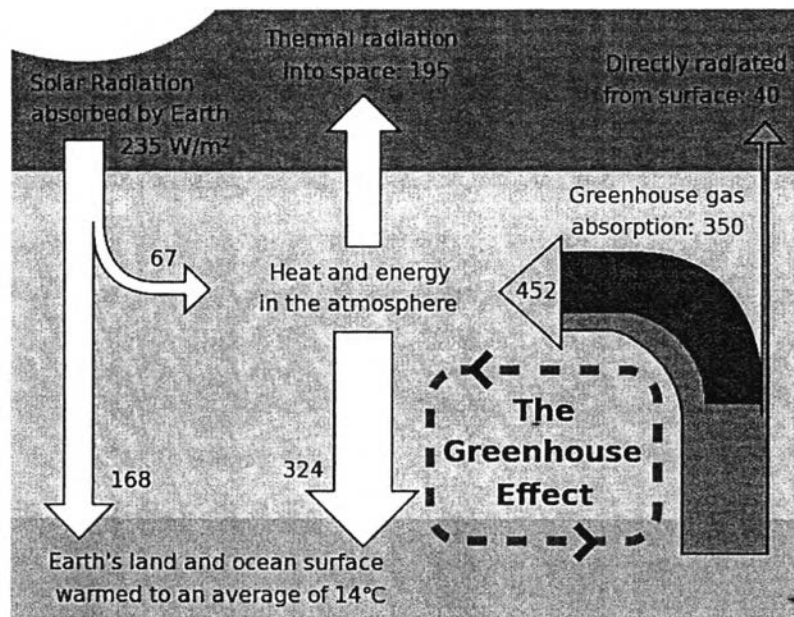 Thermal radiation
into space: 195
Solar Radiation
absorbed by Earth
235 W/m²
Directly radiated
from surface: 40
Greenhouse gas
absorption: 350
67
Heat and energy
in the atmosphere
452
The
Greenhouse
Effect
168
324
Earth's land and ocean surface
warmed to an average of 14°C